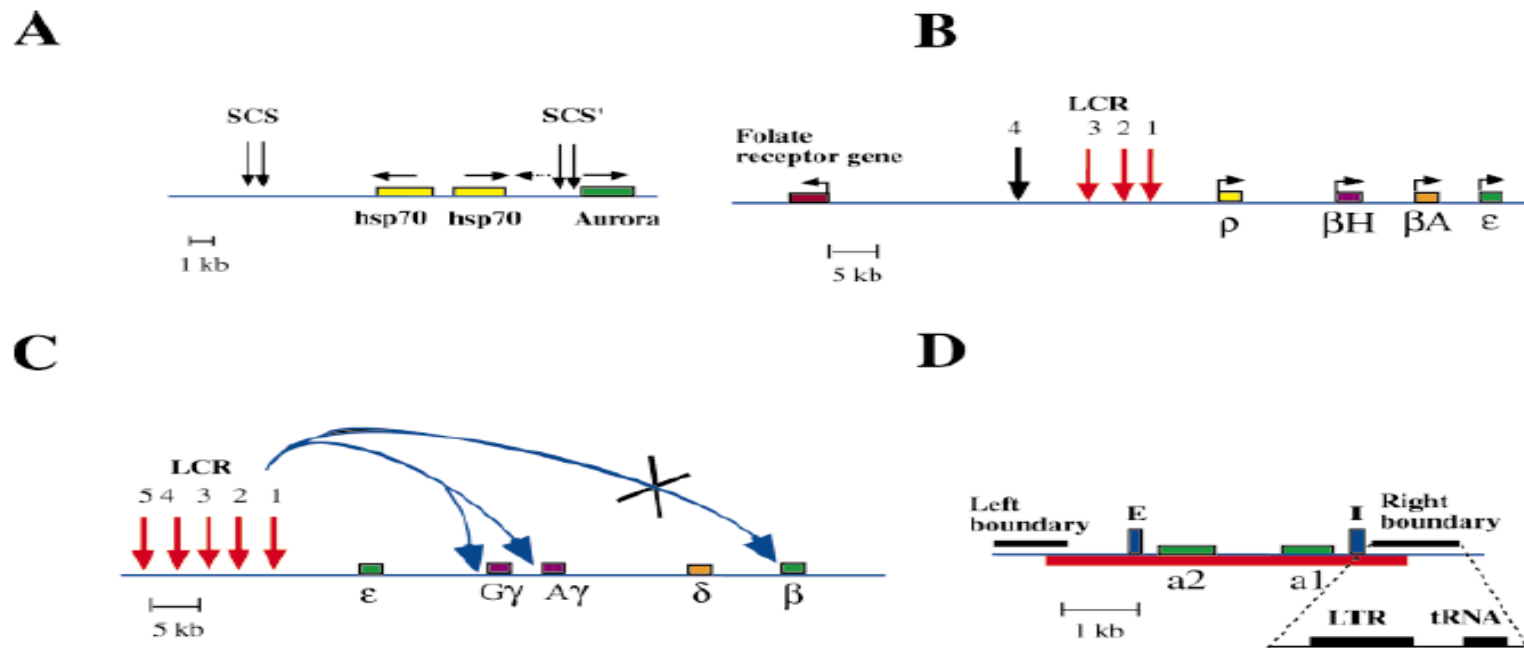 A
SCS
SCS'
hsp70
hsp70
Aurora
1 kb
B
LCR
4 3 2 1
Folate
receptor gene
ρ βH βA ε
5 kb
C
LCR
5 4 3 2 1
ε Gγ Aγ δ β
5 kb
D
Left
boundary
E
I
Right
boundary
a2
a1
1 kb
LTR
tRNA